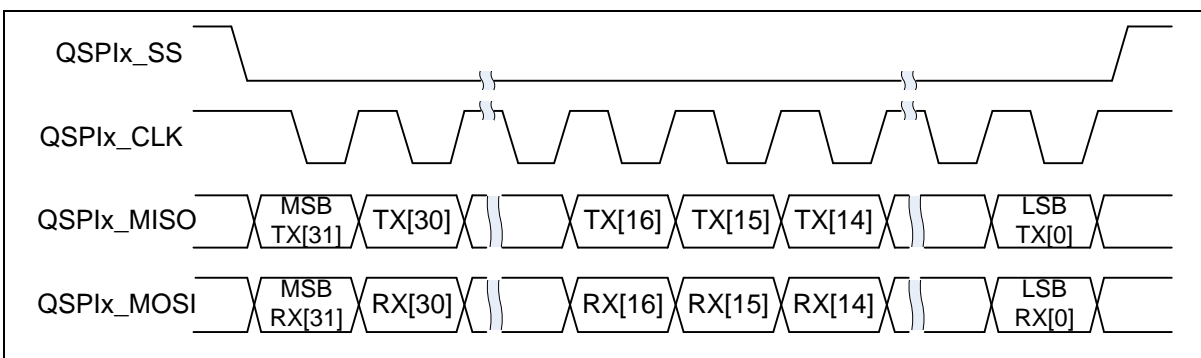 QSPIx_SS
QSPIx_CLK
QSPIx_MISO
MSB
TX[31]
TX[30]
TX[16]
TX[15]
TX[14]
LSB
TX[0]
QSPIx_MOSI
MSB
RX[31]
RX[30]
RX[16]
RX[15]
RX[14]
LSB
RX[0]